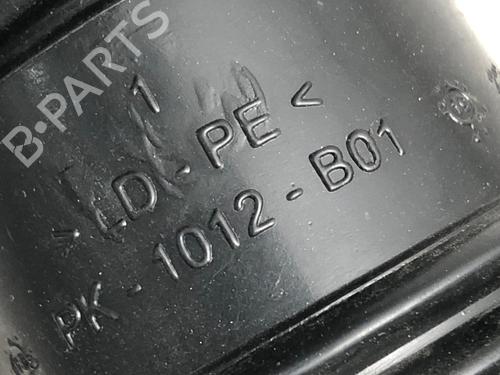 B-PARTS
1
>LD-PE<
PK-1012-B01